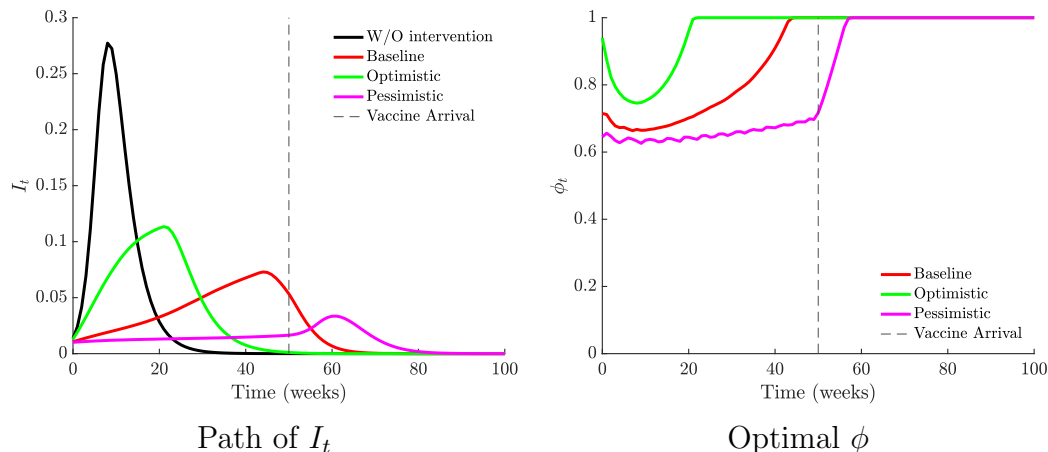 0.3
0.25
0.2
0.15
0.1
0.05
0
I_t
0 20 40 60 80 100
Time (weeks)
W/O intervention
Baseline
Optimistic
Pessimistic
Vaccine Arrival
Path of I_t
1
0.8
0.6
0.4
0.2
0
ϕ_t
0 20 40 60 80 100
Time (weeks)
Baseline
Optimistic
Pessimistic
Vaccine Arrival
Optimal ϕ